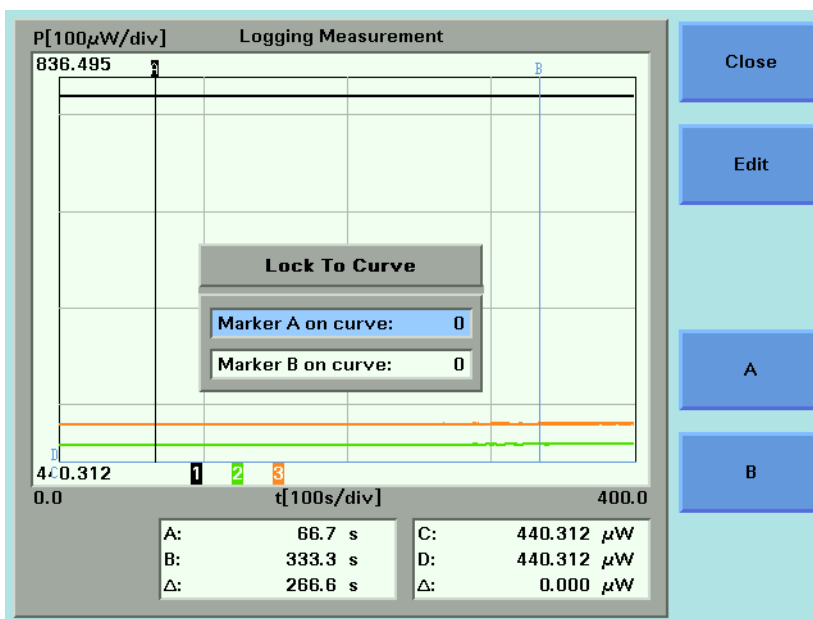 P[100μW/div] Logging Measurement
836.495
A
B
Lock To Curve
Marker A on curve: 0
Marker B on curve: 0
D
C
440.312 1 2 3
0.0 t[100s/div] 400.0
A: 66.7 s
B: 333.3 s
△: 266.6 s
C: 440.312 μW
D: 440.312 μW
△: 0.000 μW
Close
Edit
A
B